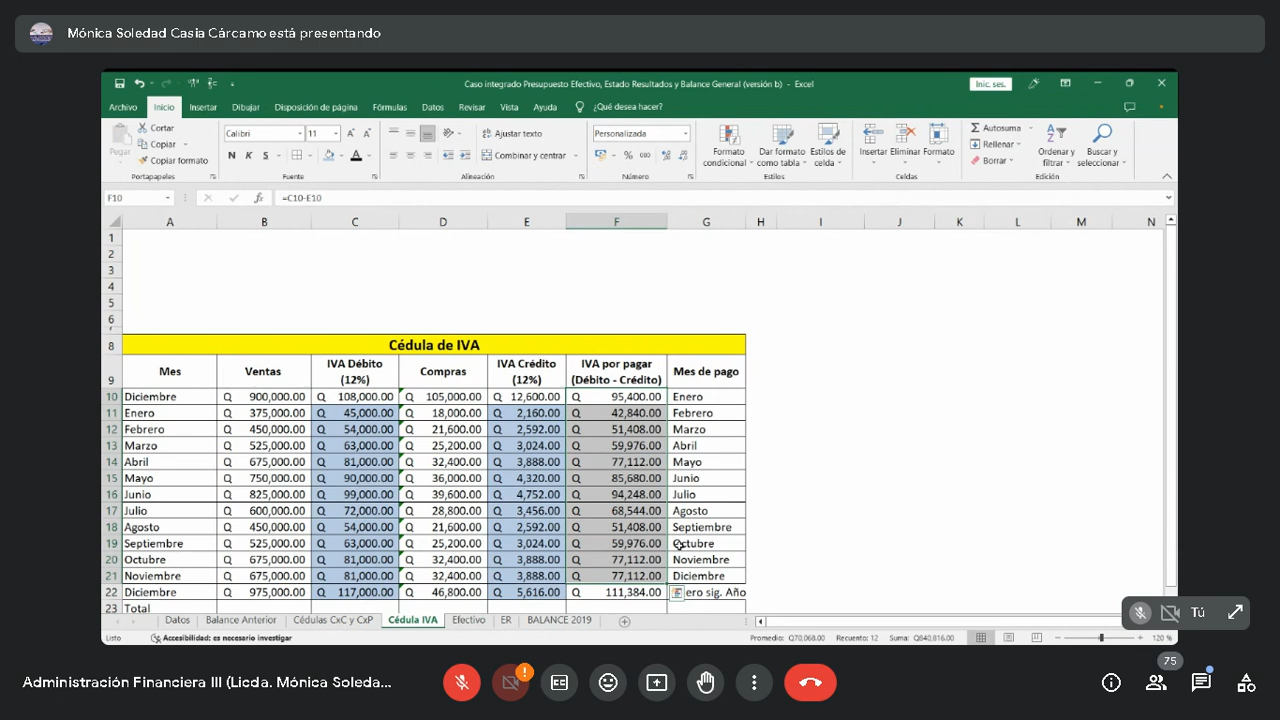 Mónica Soledad Casia Cárcamo está presentando
Caso integrado Presupuesto Efectivo, Estado Resultados y Balance General (versión b) - Excel
Inic. ses.
Archivo Inicio Insertar Dibujar Disposición de página Fórmulas Datos Revisar Vista Ayuda ¿Qué desea hacer?
Pegar
Cortar
Copiar
Copiar formato
Portapapeles
Calibri 11
N K S
Fuente
Ajustar texto
Combinar y centrar
Alineación
Personalizada
% 000
Número
Formato condicional
Dar formato como tabla
Estilos de celda
Estilos
Insertar Eliminar Formato
Celdas
Autosuma
Rellenar
Borrar
Ordenar y filtrar
Buscar y seleccionar
Edición
F10 fx =C10-E10
A B C D E F G H I J K L M N
1
2
3
4
5
6
8 Cédula de IVA
9 Mes Ventas IVA Débito (12%) Compras IVA Crédito (12%) IVA por pagar (Débito - Crédito) Mes de pago
10 Diciembre Q 900,000.00 Q 108,000.00 Q 105,000.00 Q 12,600.00 Q 95,400.00 Enero
11 Enero Q 375,000.00 Q 45,000.00 Q 18,000.00 Q 2,160.00 Q 42,840.00 Febrero
12 Febrero Q 450,000.00 Q 54,000.00 Q 21,600.00 Q 2,592.00 Q 51,408.00 Marzo
13 Marzo Q 525,000.00 Q 63,000.00 Q 25,200.00 Q 3,024.00 Q 59,976.00 Abril
14 Abril Q 675,000.00 Q 81,000.00 Q 32,400.00 Q 3,888.00 Q 77,112.00 Mayo
15 Mayo Q 750,000.00 Q 90,000.00 Q 36,000.00 Q 4,320.00 Q 85,680.00 Junio
16 Junio Q 825,000.00 Q 99,000.00 Q 39,600.00 Q 4,752.00 Q 94,248.00 Julio
17 Julio Q 600,000.00 Q 72,000.00 Q 28,800.00 Q 3,456.00 Q 68,544.00 Agosto
18 Agosto Q 450,000.00 Q 54,000.00 Q 21,600.00 Q 2,592.00 Q 51,408.00 Septiembre
19 Septiembre Q 525,000.00 Q 63,000.00 Q 25,200.00 Q 3,024.00 Q 59,976.00 Octubre
20 Octubre Q 675,000.00 Q 81,000.00 Q 32,400.00 Q 3,888.00 Q 77,112.00 Noviembre
21 Noviembre Q 675,000.00 Q 81,000.00 Q 32,400.00 Q 3,888.00 Q 77,112.00 Diciembre
22 Diciembre Q 975,000.00 Q 117,000.00 Q 46,800.00 Q 5,616.00 Q 111,384.00 ero sig. Año
23 Total
Datos Balance Anterior Cédulas CxC y CxP Cédula IVA Efectivo ER BALANCE 2019
Listo Accesibilidad: es necesario investigar Promedio: Q70,068.00 Recuento: 12 Suma: Q840,816.00 120 %
Tú
Administración Financiera III (Licda. Mónica Soleda...
75